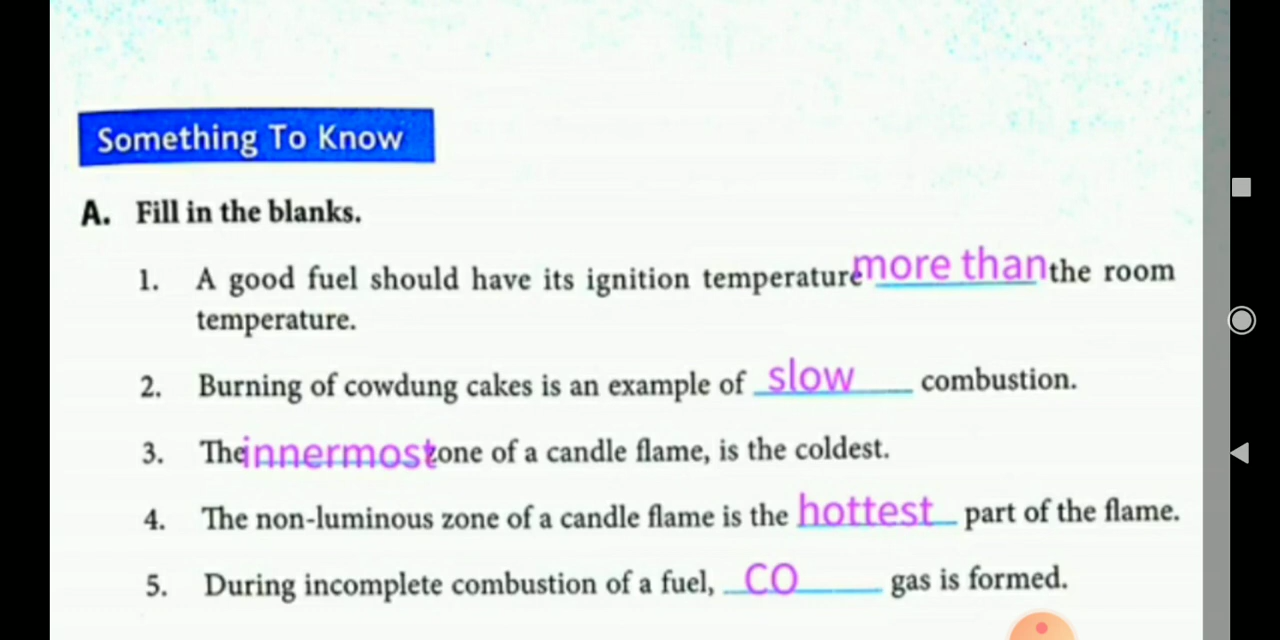 Something To Know
A. Fill in the blanks.
1. A good fuel should have its ignition temperature more than the room
temperature.
2. Burning of cowdung cakes is an example of slow combustion.
3. The innermost zone of a candle flame, is the coldest.
4. The non-luminous zone of a candle flame is the hottest part of the flame.
5. During incomplete combustion of a fuel, CO gas is formed.